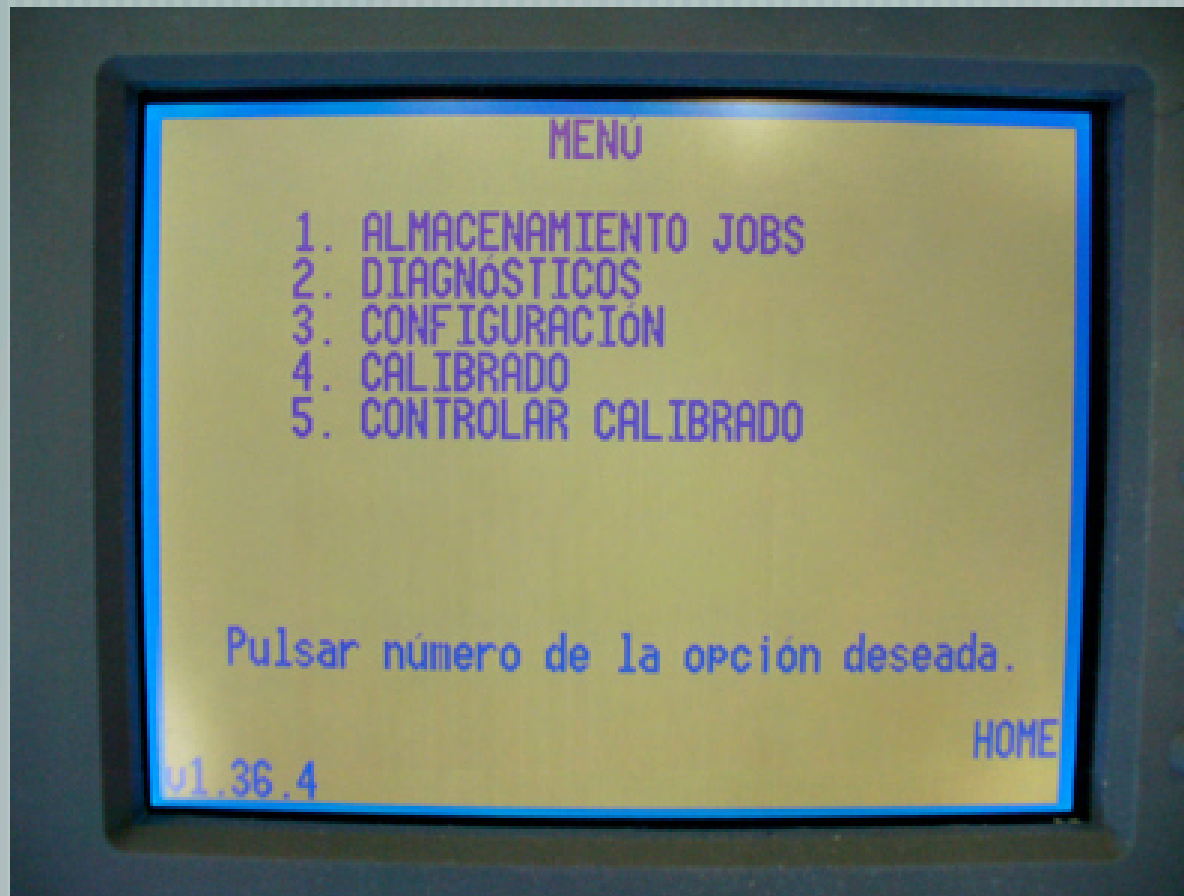 MENÚ
1. ALMACENAMIENTO JOBS
2. DIAGNÓSTICOS
3. CONFIGURACIÓN
4. CALIBRADO
5. CONTROLAR CALIBRADO
Pulsar número de la opción deseada.
HOME
v1.36.4